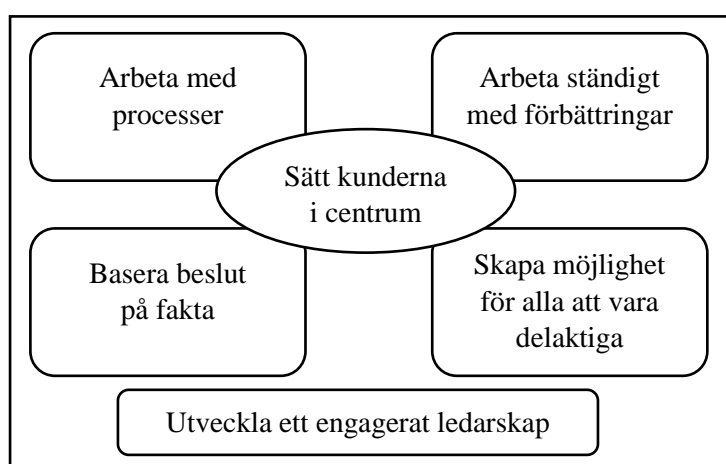 Arbeta med
processer
Arbeta ständigt
med förbättringar
Sätt kunderna
i centrum
Basera beslut
på fakta
Skapa möjlighet
för alla att vara
delaktiga
Utveckla ett engagerat ledarskap